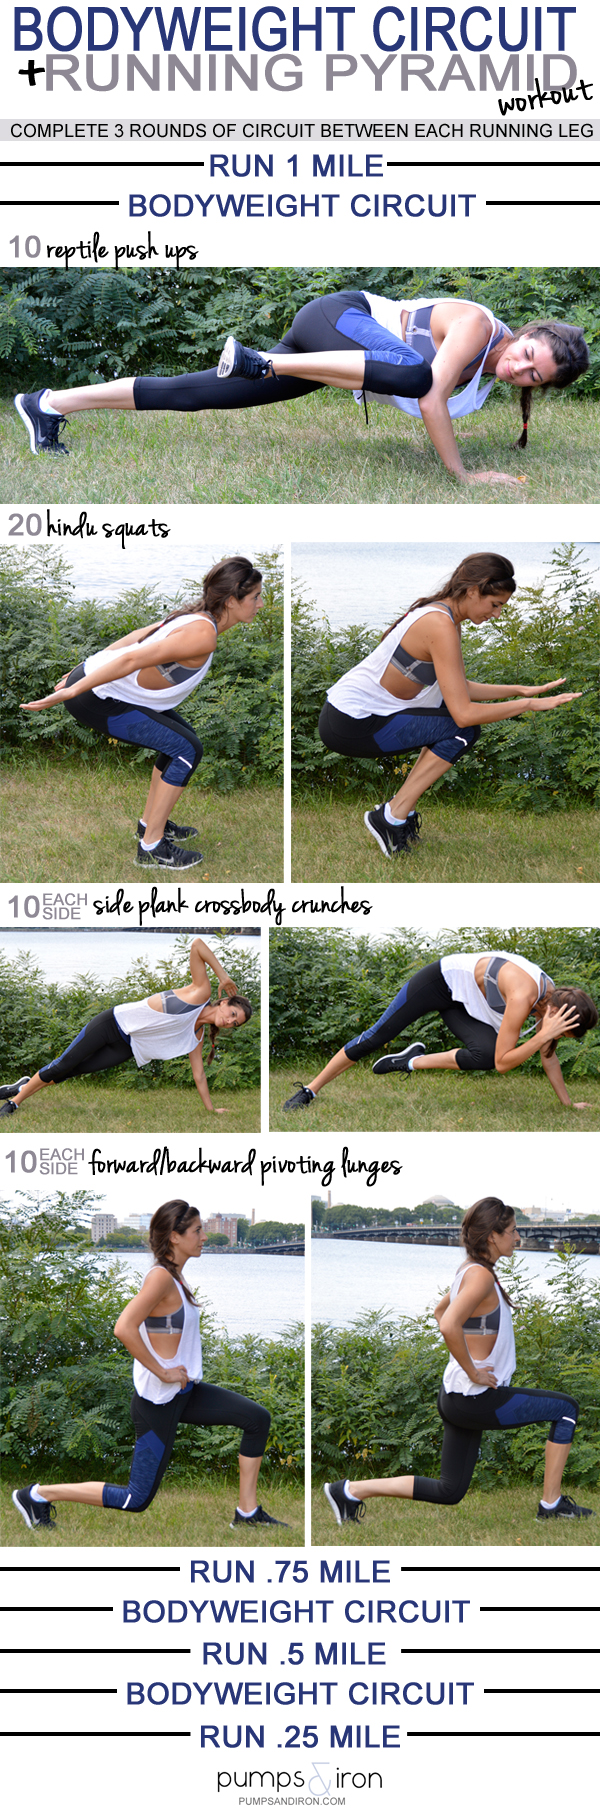 BODYWEIGHT CIRCUIT
+RUNNING PYRAMID
workout
COMPLETE 3 ROUNDS OF CIRCUIT BETWEEN EACH RUNNING LEG
RUN 1 MILE
BODYWEIGHT CIRCUIT
10 reptile push ups
20 hindu squats
10 EACH SIDE side plank crossbody crunches
10 EACH SIDE forward/backward pivoting lunges
RUN .75 MILE
BODYWEIGHT CIRCUIT
RUN .5 MILE
BODYWEIGHT CIRCUIT
RUN .25 MILE
pumps & iron
PUMPSANDIRON.COM